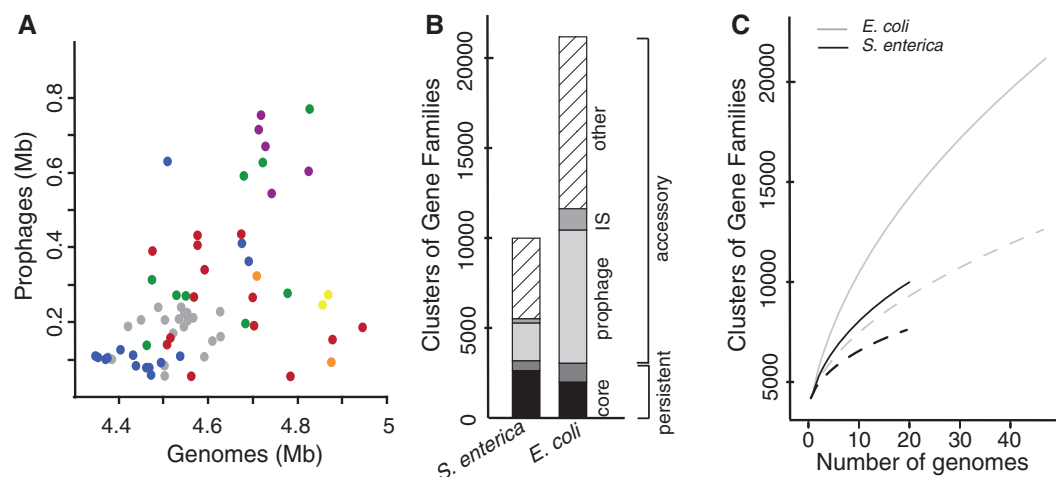 A
Prophages (Mb)
0.8
0.6
0.4
0.2
4.4
4.6
4.8
5
Genomes (Mb)
B
Clusters of Gene Families
20000
15000
10000
5000
0
S. enterica
E. coli
core
prophage
IS
other
persistent
accessory
C
E. coli
S. enterica
Clusters of Gene Families
20000
15000
10000
5000
0
10
20
30
40
Number of genomes